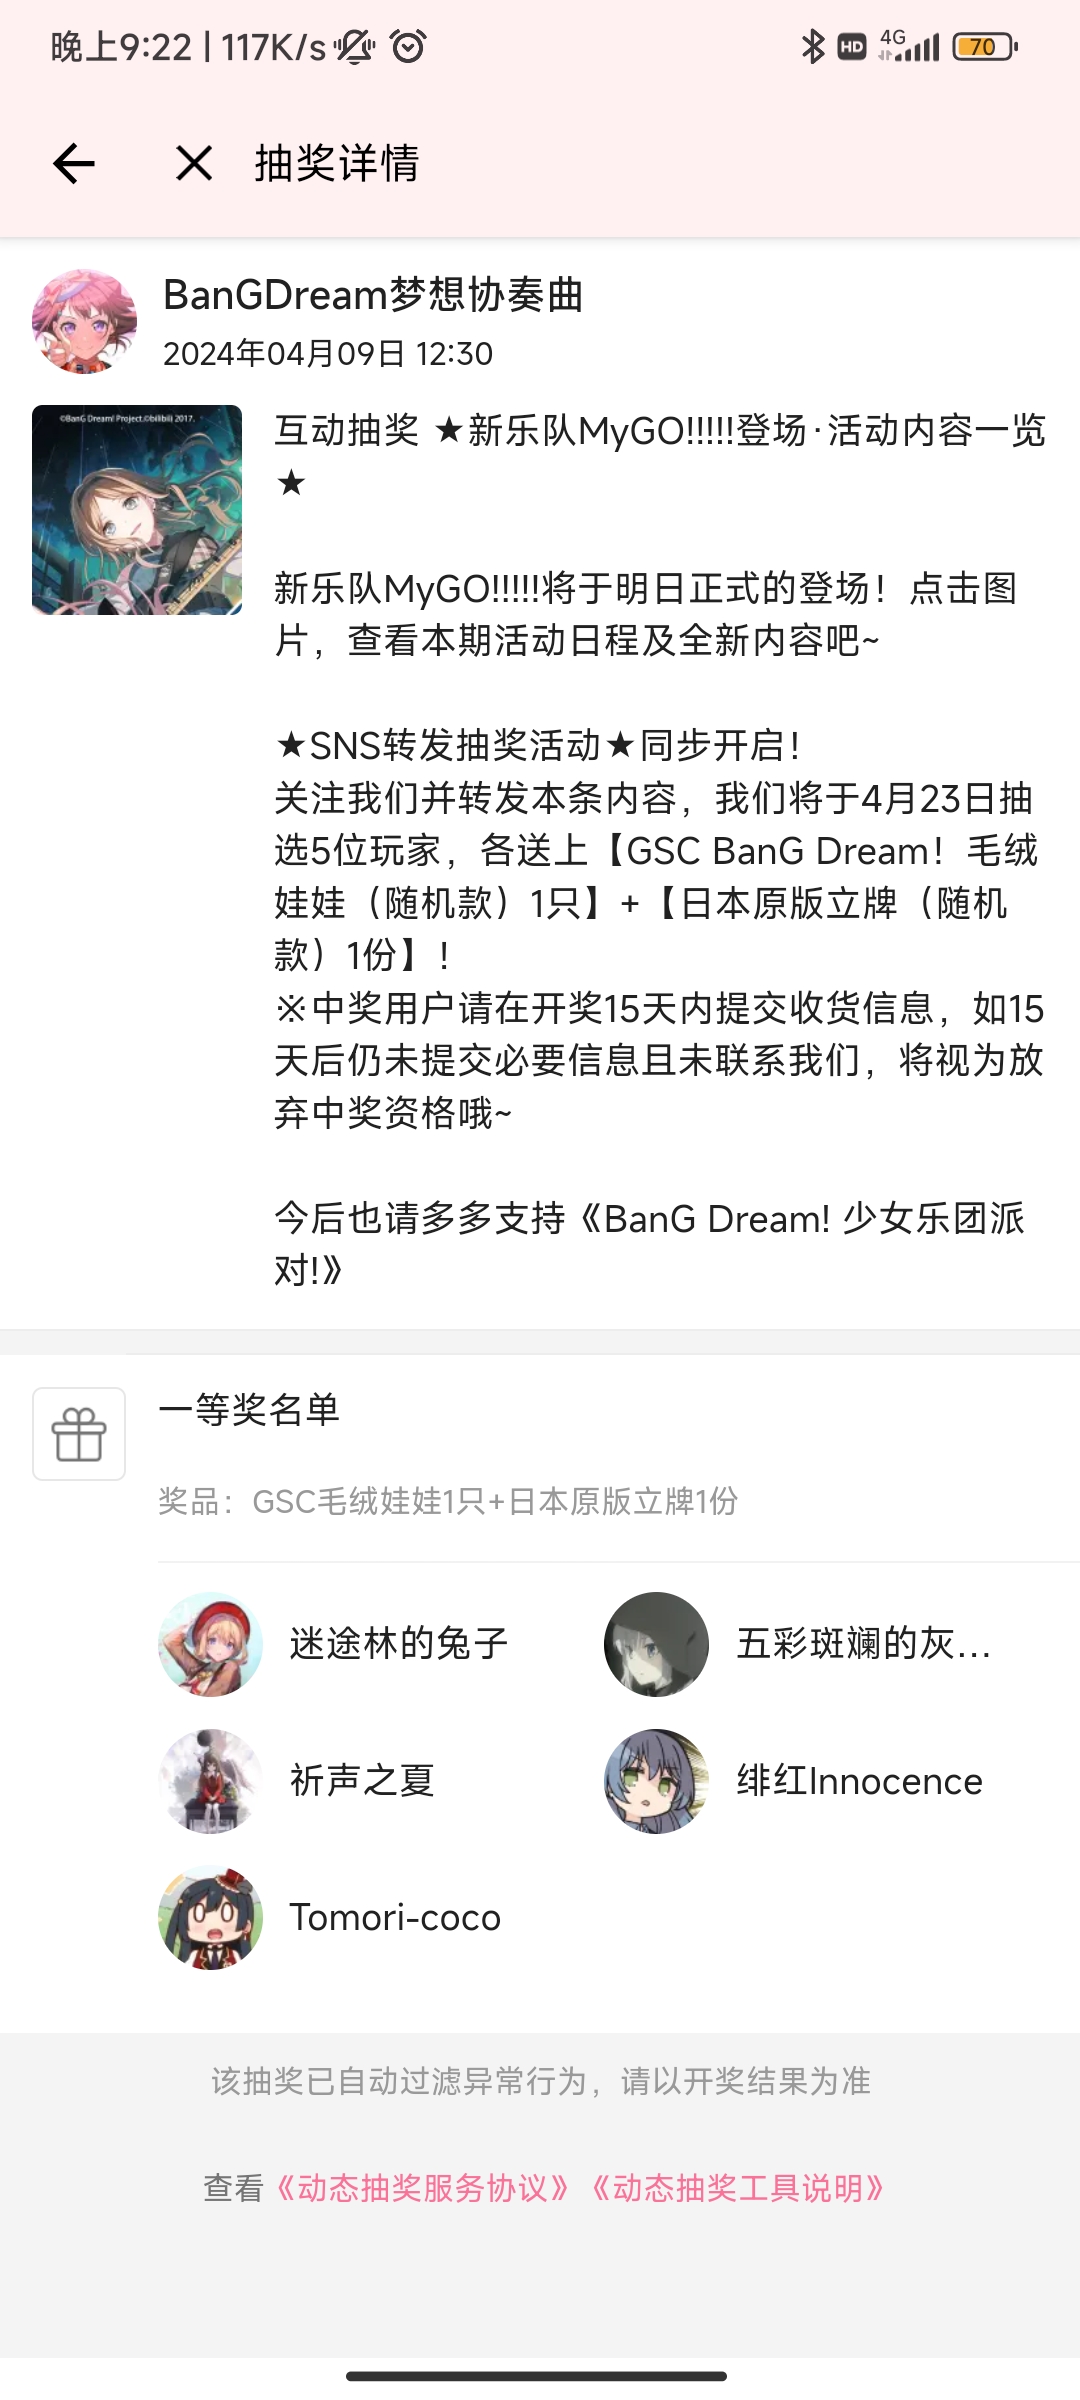 晚上9:22 | 117K/s
HD
4G
70
抽奖详情
BanGDream梦想协奏曲
2024年04月09日 12:30
©BanG Dream! Project.©bilibili 2017.
互动抽奖 ★新乐队MyGO!!!!!登场·活动内容一览
★
新乐队MyGO!!!!!将于明日正式的登场！点击图
片，查看本期活动日程及全新内容吧~
★SNS转发抽奖活动★同步开启！
关注我们并转发本条内容，我们将于4月23日抽
选5位玩家，各送上【GSC BanG Dream！毛绒
娃娃（随机款）1只】+【日本原版立牌（随机
款）1份】！
※中奖用户请在开奖15天内提交收货信息，如15
天后仍未提交必要信息且未联系我们，将视为放
弃中奖资格哦~
今后也请多多支持《BanG Dream! 少女乐团派
对!》
一等奖名单
奖品：GSC毛绒娃娃1只+日本原版立牌1份
迷途林的兔子
五彩斑斓的灰...
祈声之夏
绯红Innocence
Tomori-coco
该抽奖已自动过滤异常行为，请以开奖结果为准
查看《动态抽奖服务协议》《动态抽奖工具说明》